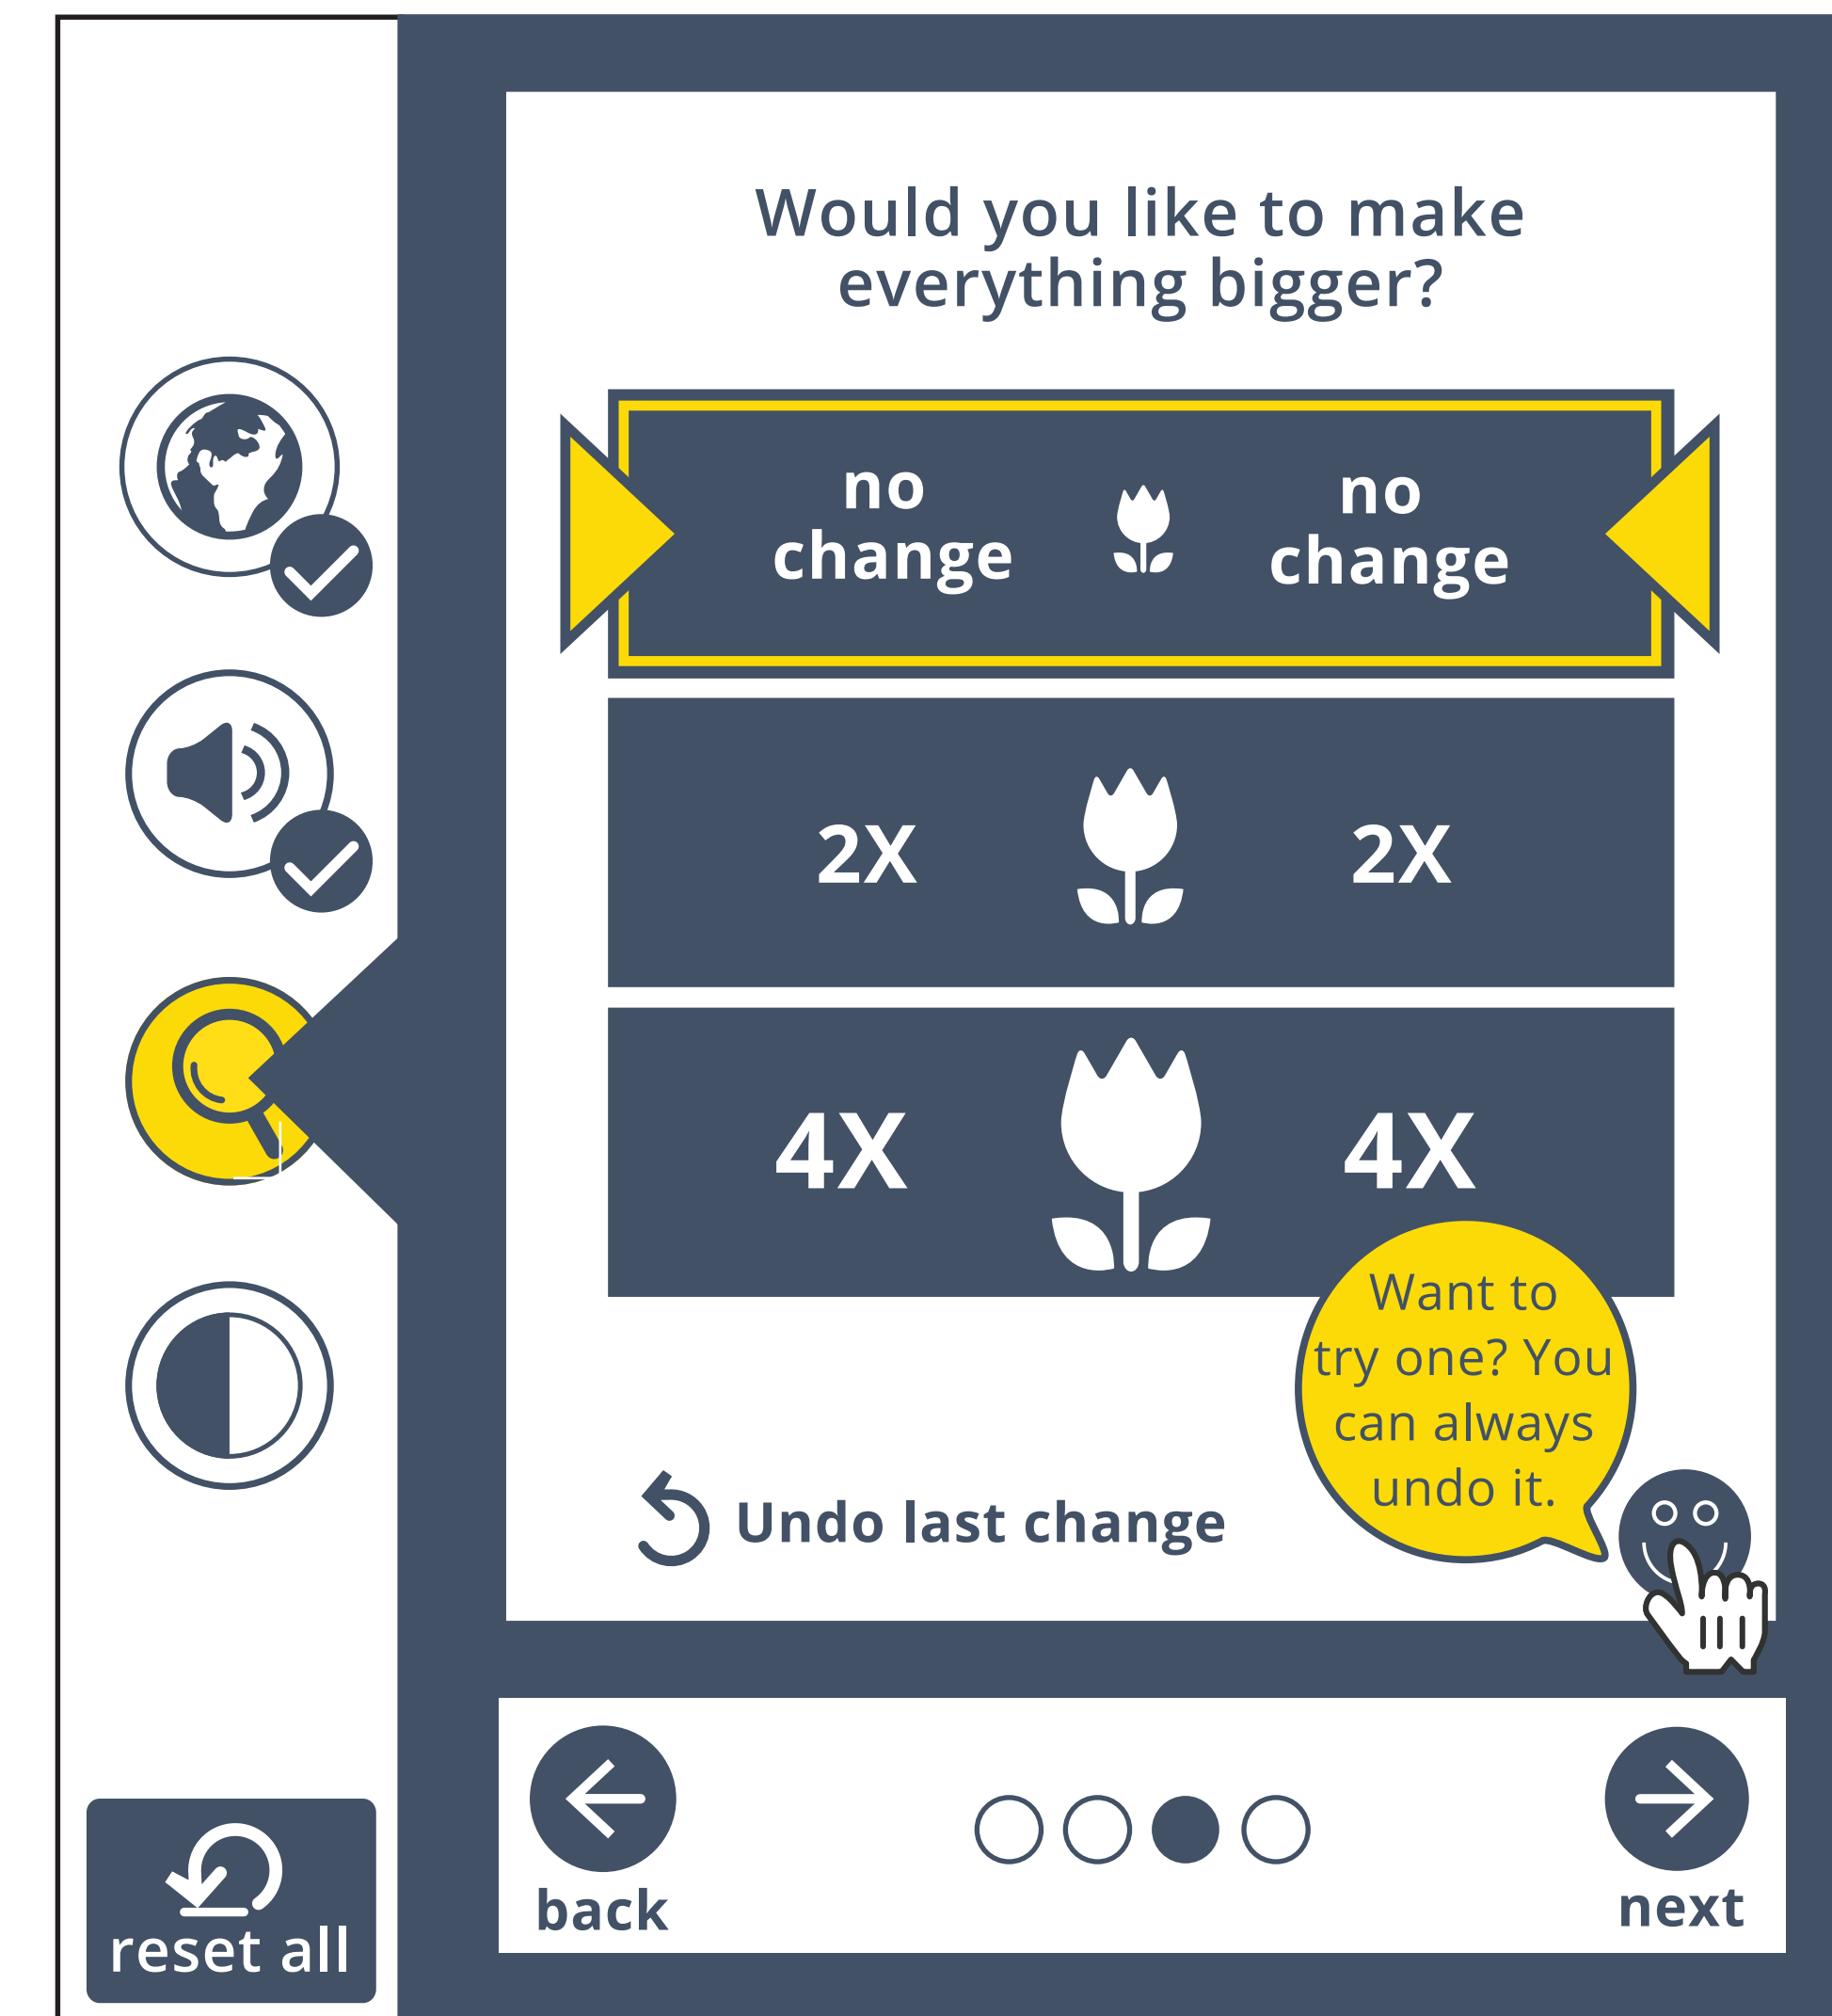 Would you like to make
everything bigger?
no
change
no
change
2X
2X
4X
4X
Want to
try one? You
can always
undo it.
Undo last change
back
next
reset all